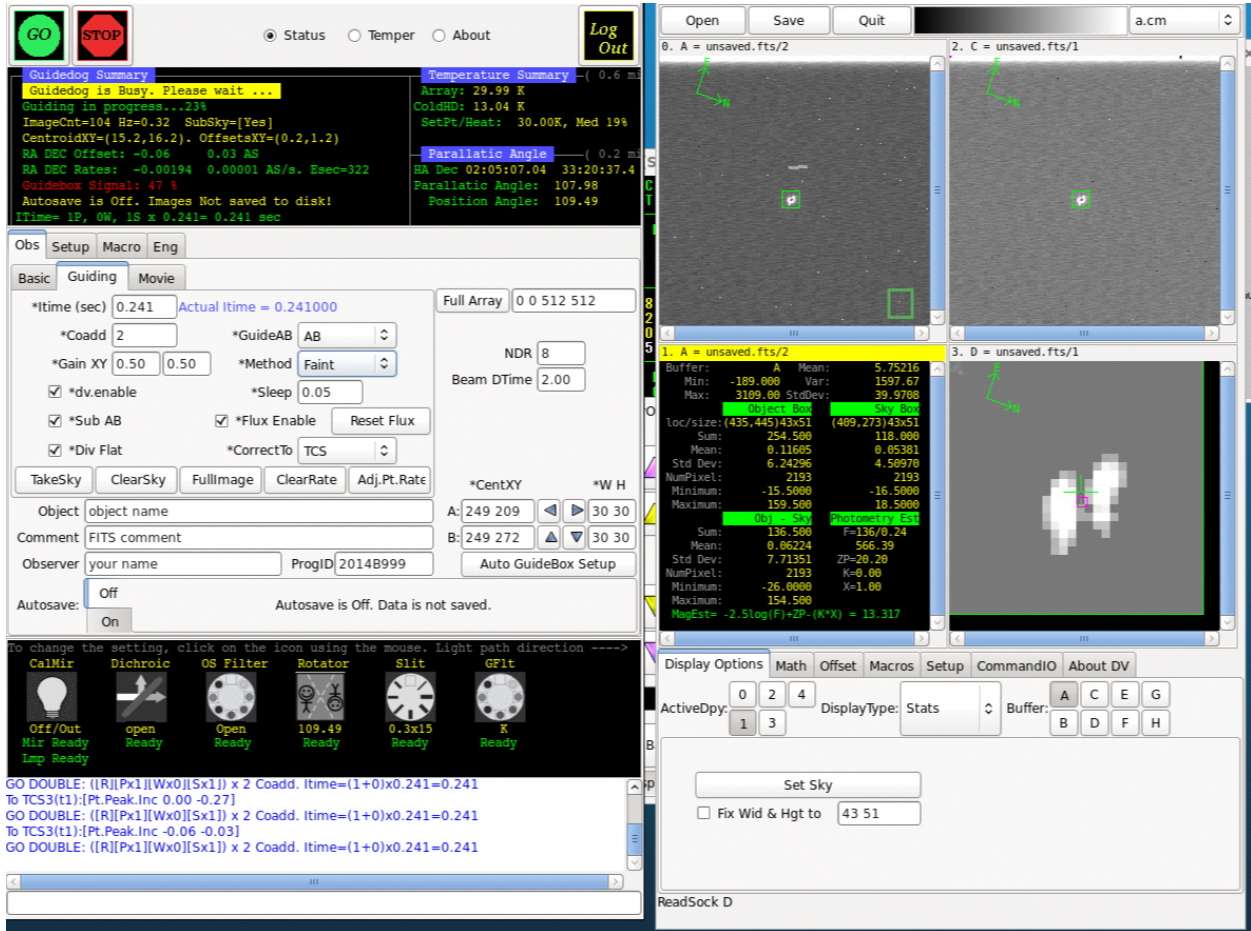 GO
STOP
Status
Temper
About
Log
Out
Guidedog Summary
Guidedog is Busy. Please wait ...
Guiding in progress...23%
ImageCnt=104 Hz=0.32 SubSky=[Yes]
CentroidXY=(15.2,16.2). OffsetsXY=(0.2,1.2)
RA DEC Offset: -0.06 0.03 AS
RA DEC Rates: -0.00194 0.00001 AS/s. Esec=322
Guidebox Signal: 47 %
Autosave is Off. Images Not saved to disk!
ITime= 1P, 0W, 1S x 0.241= 0.241 sec
Temperature Summary ( 0.6 mi
Array: 29.99 K
ColdHD: 13.04 K
SetPt/Heat: 30.00K, Med 19%
Parallatic Angle ( 0.2 mi
HA Dec 02:05:07.04 33:20:37.4
Parallatic Angle: 107.98
Position Angle: 109.49
Obs Setup Macro Eng
Basic Guiding Movie
*Itime (sec) 0.241 Actual Itime = 0.241000
*Coadd 2 *GuideAB AB
*Gain XY 0.50 0.50 *Method Faint
*dv.enable *Sleep 0.05
*Sub AB *Flux Enable Reset Flux
*Div Flat *CorrectTo TCS
TakeSky ClearSky FullImage ClearRate Adj.Pt.Rate
Full Array 0 0 512 512
NDR 8
Beam DTime 2.00
*CentXY *W H
A: 249 209 30 30
B: 249 272 30 30
Auto GuideBox Setup
Object object name
Comment FITS comment
Observer your name ProgID 2014B999
Autosave: Off
On
Autosave is Off. Data is not saved.
To change the setting, click on the icon using the mouse. Light path direction ---->
CalMir Dichroic OS Filter Rotator Slit GFlt
Off/Out open Open 109.49 0.3x15 K
Mir Ready Ready Ready Ready Ready Ready
Lmp Ready
GO DOUBLE: ([R][Px1][Wx0][Sx1]) x 2 Coadd. Itime=(1+0)x0.241=0.241
To TCS3(t1):[Pt.Peak.Inc 0.00 -0.27]
GO DOUBLE: ([R][Px1][Wx0][Sx1]) x 2 Coadd. Itime=(1+0)x0.241=0.241
To TCS3(t1):[Pt.Peak.Inc -0.06 -0.03]
GO DOUBLE: ([R][Px1][Wx0][Sx1]) x 2 Coadd. Itime=(1+0)x0.241=0.241
Open Save Quit a.cm
0. A = unsaved.fts/2
E
N
2. C = unsaved.fts/1
E
N
1. A = unsaved.fts/2
Buffer: A Mean: 5.75216
Min: -189.000 Var: 1597.67
Max: 3109.00 StdDev: 39.9708
Object Box Sky Box
loc/size:(435,445)43x51 (409,273)43x51
Sum: 254.500 118.000
Mean: 0.11605 0.05381
Std Dev: 6.24296 4.50970
NumPixel: 2193 2193
Minimum: -15.5000 -16.5000
Maximum: 159.500 18.5000
Obj - Sky Photometry Est
Sum: 136.500 F=136/0.24
Mean: 0.06224 566.39
Std Dev: 7.71351 ZP=20.20
NumPixel: 2193 K=0.00
Minimum: -26.0000 X=1.00
Maximum: 154.500
MagEst= -2.5log(F)+ZP-(K*X) = 13.317
3. D = unsaved.fts/1
E
N
Display Options Math Offset Macros Setup CommandIO About DV
ActiveDpy: 0 2 4
1 3
DisplayType: Stats
Buffer: A C E G
B D F H
Set Sky
Fix Wid & Hgt to 43 51
ReadSock D